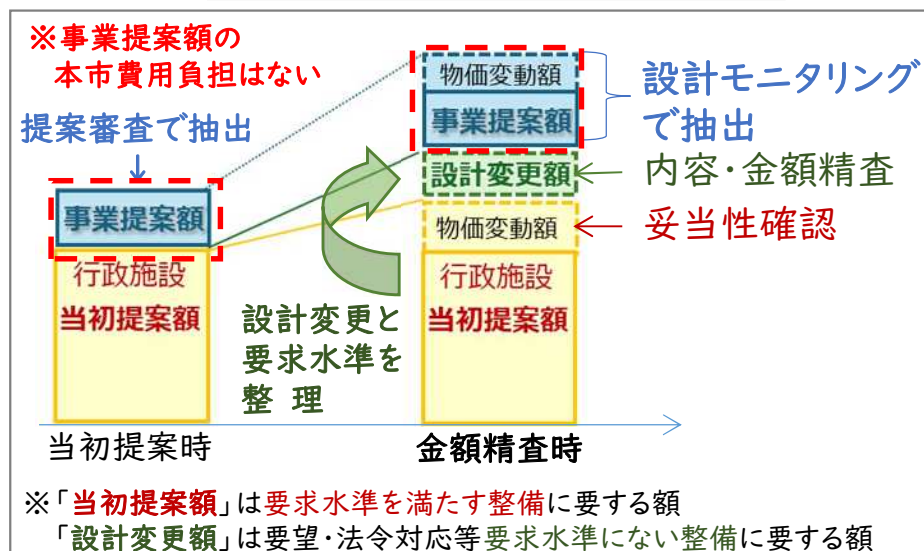 ※事業提案額の
本市費用負担はない
提案審査で抽出
事業提案額
行政施設
当初提案額
設計変更と
要求水準を
整 理
物価変動額
事業提案額
設計変更額
物価変動額
行政施設
当初提案額
設計モニタリング
で抽出
内容・金額精査
妥当性確認
当初提案時
金額精査時
※「当初提案額」は要求水準を満たす整備に要する額
「設計変更額」は要望・法令対応等要求水準にない整備に要する額